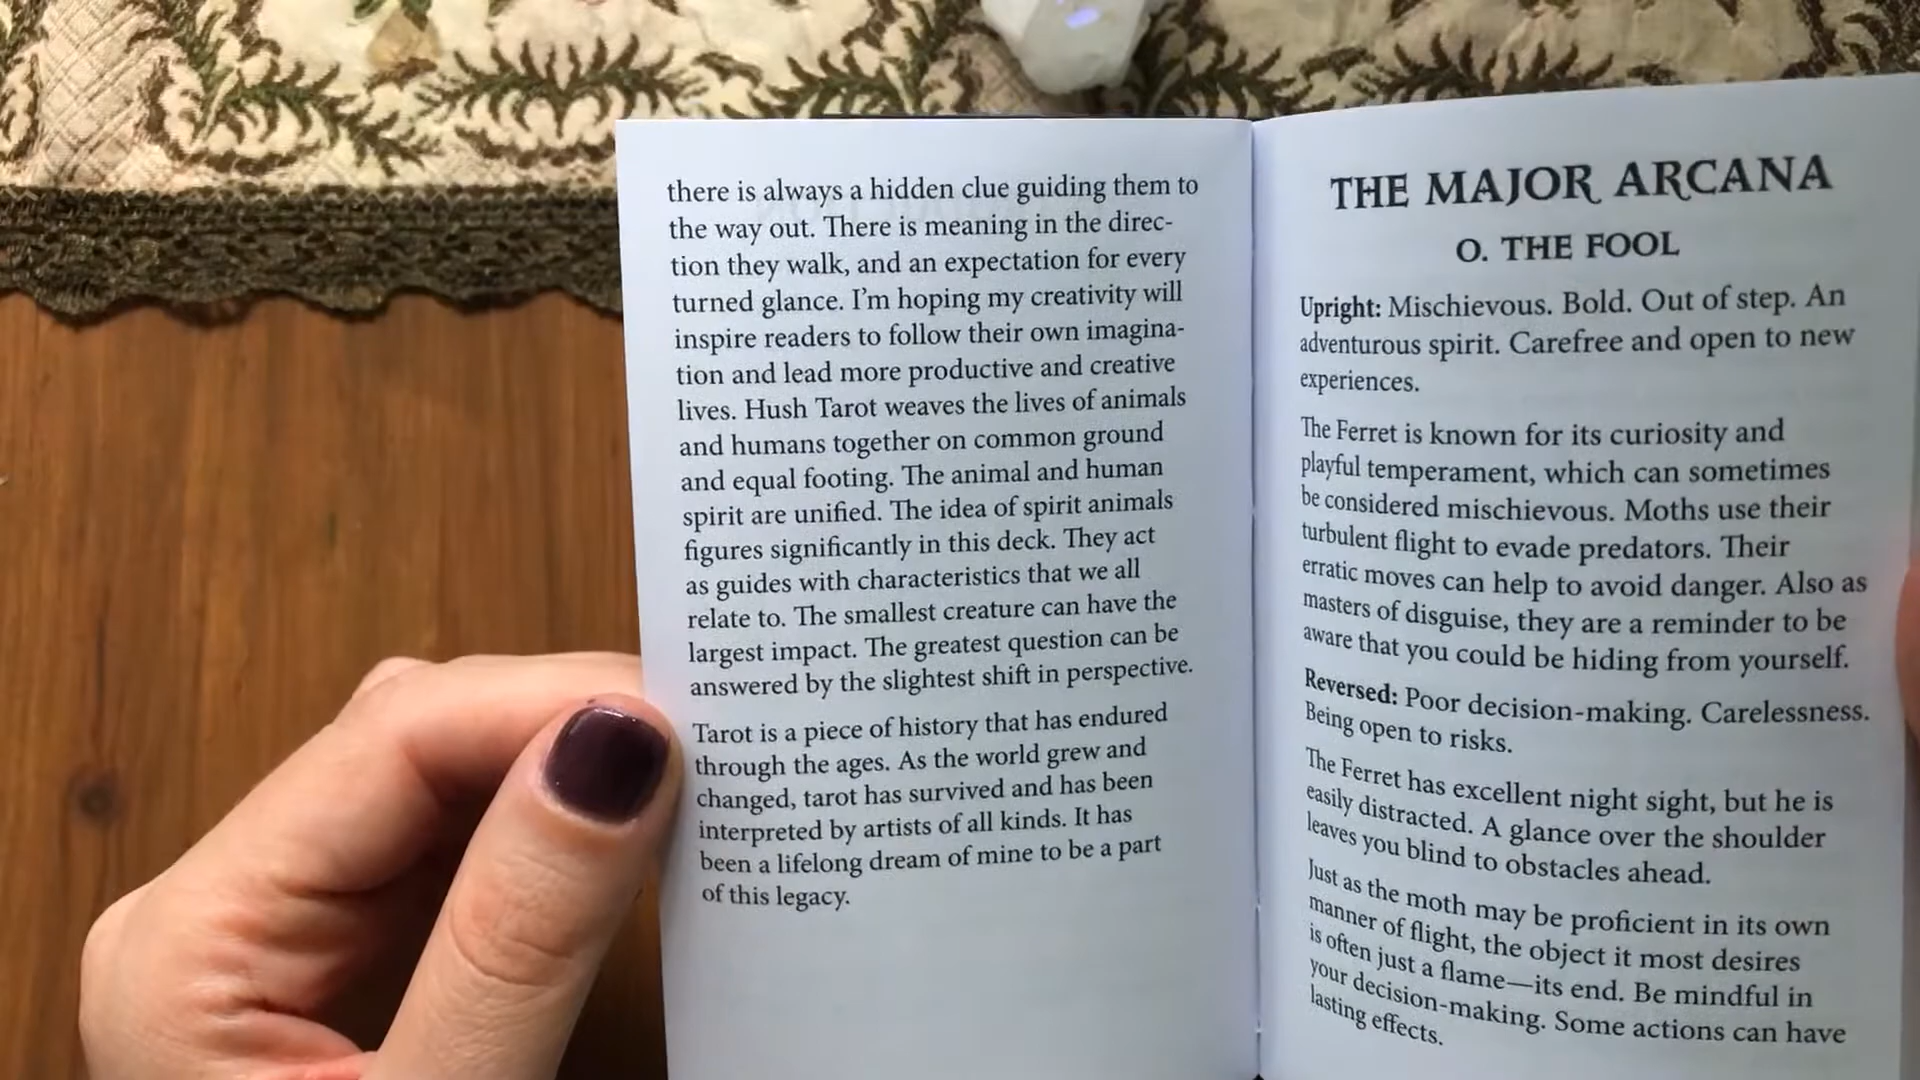 there is always a hidden clue guiding them to
the way out. There is meaning in the direc-
tion they walk, and an expectation for every
turned glance. I'm hoping my creativity will
inspire readers to follow their own imagina-
tion and lead more productive and creative
lives. Hush Tarot weaves the lives of animals
and humans together on common ground
and equal footing. The animal and human
spirit are unified. The idea of spirit animals
figures significantly in this deck. They act
as guides with characteristics that we all
relate to. The smallest creature can have the
largest impact. The greatest question can be
answered by the slightest shift in perspective.
Tarot is a piece of history that has endured
through the ages. As the world grew and
changed, tarot has survived and has been
interpreted by artists of all kinds. It has
been a lifelong dream of mine to be a part
of this legacy.
THE MAJOR ARCANA
O. THE FOOL
Upright: Mischievous. Bold. Out of step. An
adventurous spirit. Carefree and open to new
experiences.
The Ferret is known for its curiosity and
playful temperament, which can sometimes
be considered mischievous. Moths use their
turbulent flight to evade predators. Their
erratic moves can help to avoid danger. Also as
masters of disguise, they are a reminder to be
aware that you could be hiding from yourself.
Reversed: Poor decision-making. Carelessness.
Being open to risks.
The Ferret has excellent night sight, but he is
easily distracted. A glance over the shoulder
leaves you blind to obstacles ahead.
Just as the moth may be proficient in its own
manner of flight, the object it most desires
is often just a flame—its end. Be mindful in
your decision-making. Some actions can have
lasting effects.